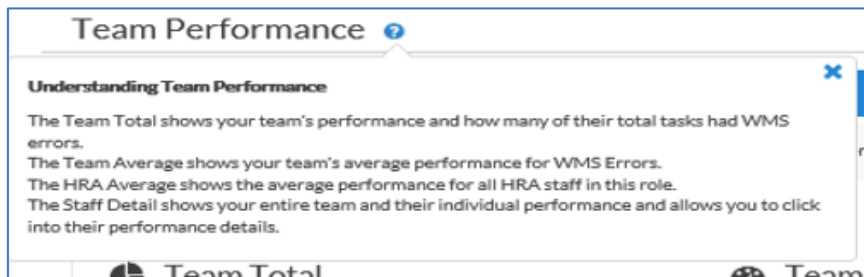 Team Performance ?
Understanding Team Performance
The Team Total shows your team's performance and how many of their total tasks had WMS
errors.
The Team Average shows your team's average performance for WMS Errors.
The HRA Average shows the average performance for all HRA staff in this role.
The Staff Detail shows your entire team and their individual performance and allows you to click
into their performance details.
Team Total
Team